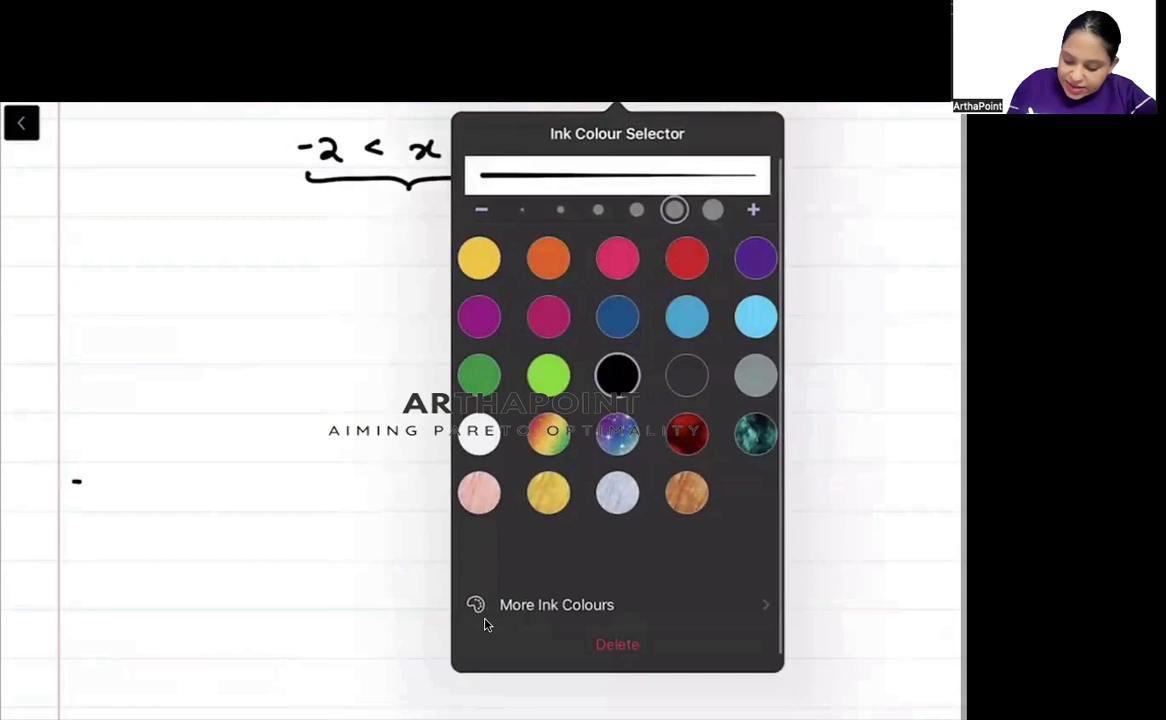 ArthaPoint
Ink Colour Selector
-2 < x
ARTHAPOINT
AIMING PARETO OPTIMALITY
-
More Ink Colours
Delete